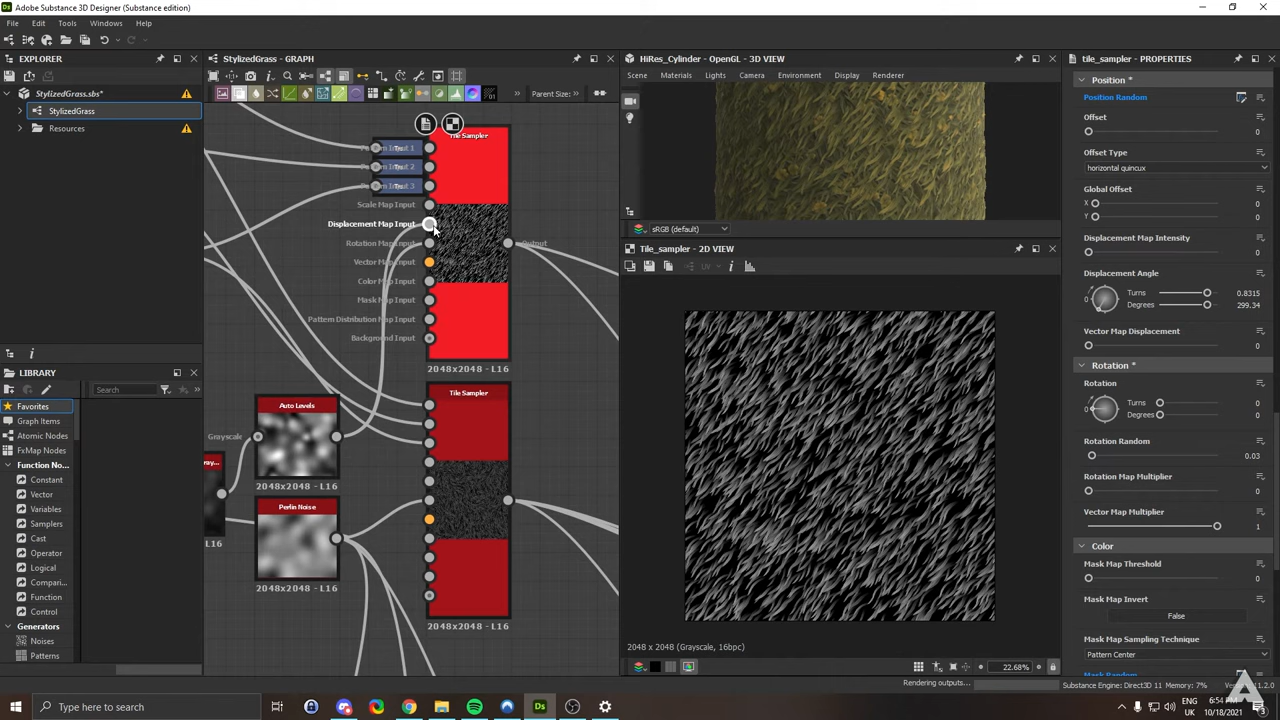 Adobe Substance 3D Designer (Substance edition)
File Edit Tools Windows Help
EXPLORER
StylizedGrass.sbs*
StylizedGrass
Resources
LIBRARY
Search
Favorites
Graph Items
Atomic Nodes
FxMap Nodes
Function No...
Constant
Vector
Variables
Samplers
Cast
Operator
Logical
Compari...
Function
Control
Generators
Noises
Patterns
StylizedGrass - GRAPH
Parent Size:
Tile Sampler
Scale Map Input
Displacement Map Input
Rotation Map Input
Vector Map Input
Color Map Input
Mask Map Input
Pattern Distribution Map Input
Background Input
Output
2048x2048 - L16
Tile Sampler
2048x2048 - L16
Grayscale
Auto Levels
2048x2048 - L16
Perlin Noise
2048x2048 - L16
L16
HiRes_Cylinder - OpenGL - 3D VIEW
Scene Materials Lights Camera Environment Display Renderer
sRGB (default)
Tile_sampler - 2D VIEW
UV
2048 x 2048 (Grayscale, 16bpc)
22.68%
tile_sampler - PROPERTIES
Position *
Position Random
Offset
0
Offset Type
horizontal quincux
Global Offset
X 0
Y 0
Displacement Map Intensity
0
Displacement Angle
0
Turns 0.8315
Degrees 299.34
Vector Map Displacement
0
Rotation *
Rotation
0
Turns 0
Degrees 0
Rotation Random
0.03
Rotation Map Multiplier
0
Vector Map Multiplier
1
Color
Mask Map Threshold
0
Mask Map Invert
False
Mask Map Sampling Technique
Pattern Center
Mask Random
Rendering outputs...
Substance Engine: Direct3D 11 Memory: 7%
Type here to search
ENG
UK
6:54 PM
10/18/2021